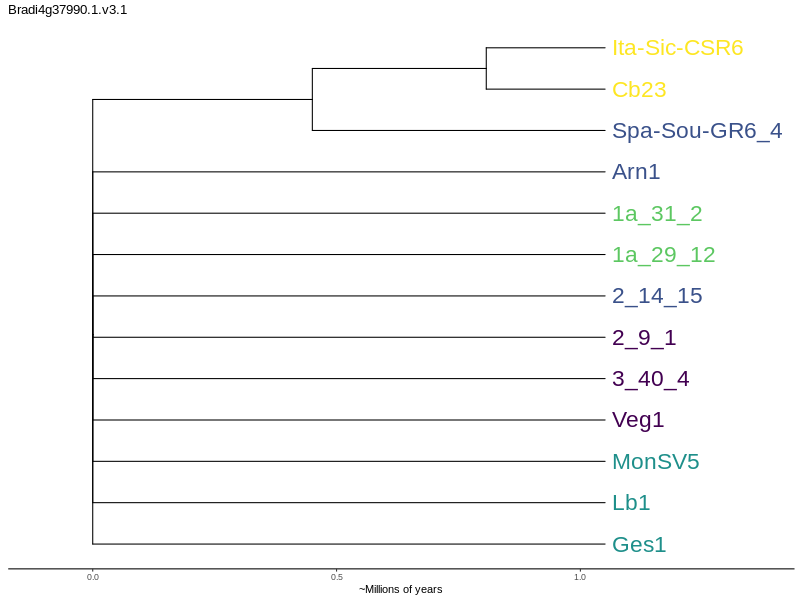 Bradi4g37990.1.v3.1
Ita-Sic-CSR6
Cb23
Spa-Sou-GR6_4
Arn1
1a_31_2
1a_29_12
2_14_15
2_9_1
3_40_4
Veg1
MonSV5
Lb1
Ges1
0.0 0.5 1.0
~Millions of years